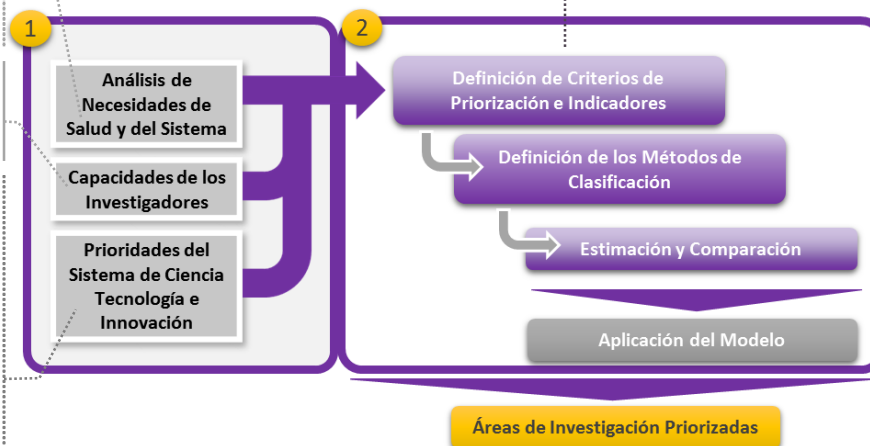 1
Análisis de
Necesidades de
Salud y del Sistema
Capacidades de los
Investigadores
Prioridades del
Sistema de Ciencia
Tecnología e
Innovación
2
Definición de Criterios de
Priorización e Indicadores
Definición de los Métodos de
Clasificación
Estimación y Comparación
Aplicación del Modelo
Áreas de Investigación Priorizadas